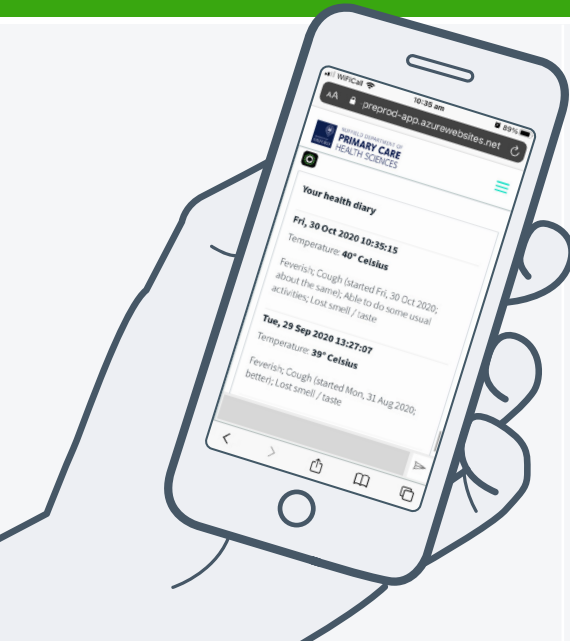 WiFiCall 10:35 am 89%
AA preprod-app.azurewebsites.net
NUFFIELD DEPARTMENT OF
PRIMARY CARE
HEALTH SCIENCES
Your health diary
Fri, 30 Oct 2020 10:35:15
Temperature: 40° Celsius
Feverish; Cough (started Fri, 30 Oct 2020;
about the same); Able to do some usual
activities; Lost smell / taste
Tue, 29 Sep 2020 13:27:07
Temperature: 39° Celsius
Feverish; Cough (started Mon, 31 Aug 2020;
better); Lost smell / taste